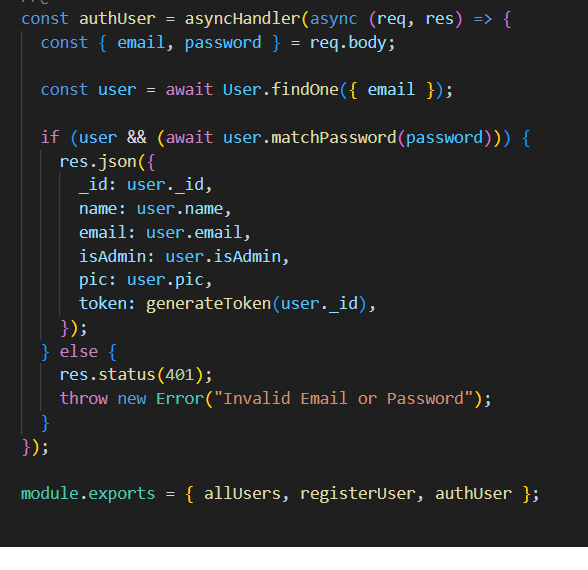 const authUser = asyncHandler(async (req, res) => {
const { email, password } = req.body;
const user = await User.findOne({ email });
if (user && (await user.matchPassword(password))) {
res.json({
_id: user._id,
name: user.name,
email: user.email,
isAdmin: user.isAdmin,
pic: user.pic,
token: generateToken(user._id),
});
} else {
res.status(401);
throw new Error("Invalid Email or Password");
}
});
module.exports = { allUsers, registerUser, authUser };